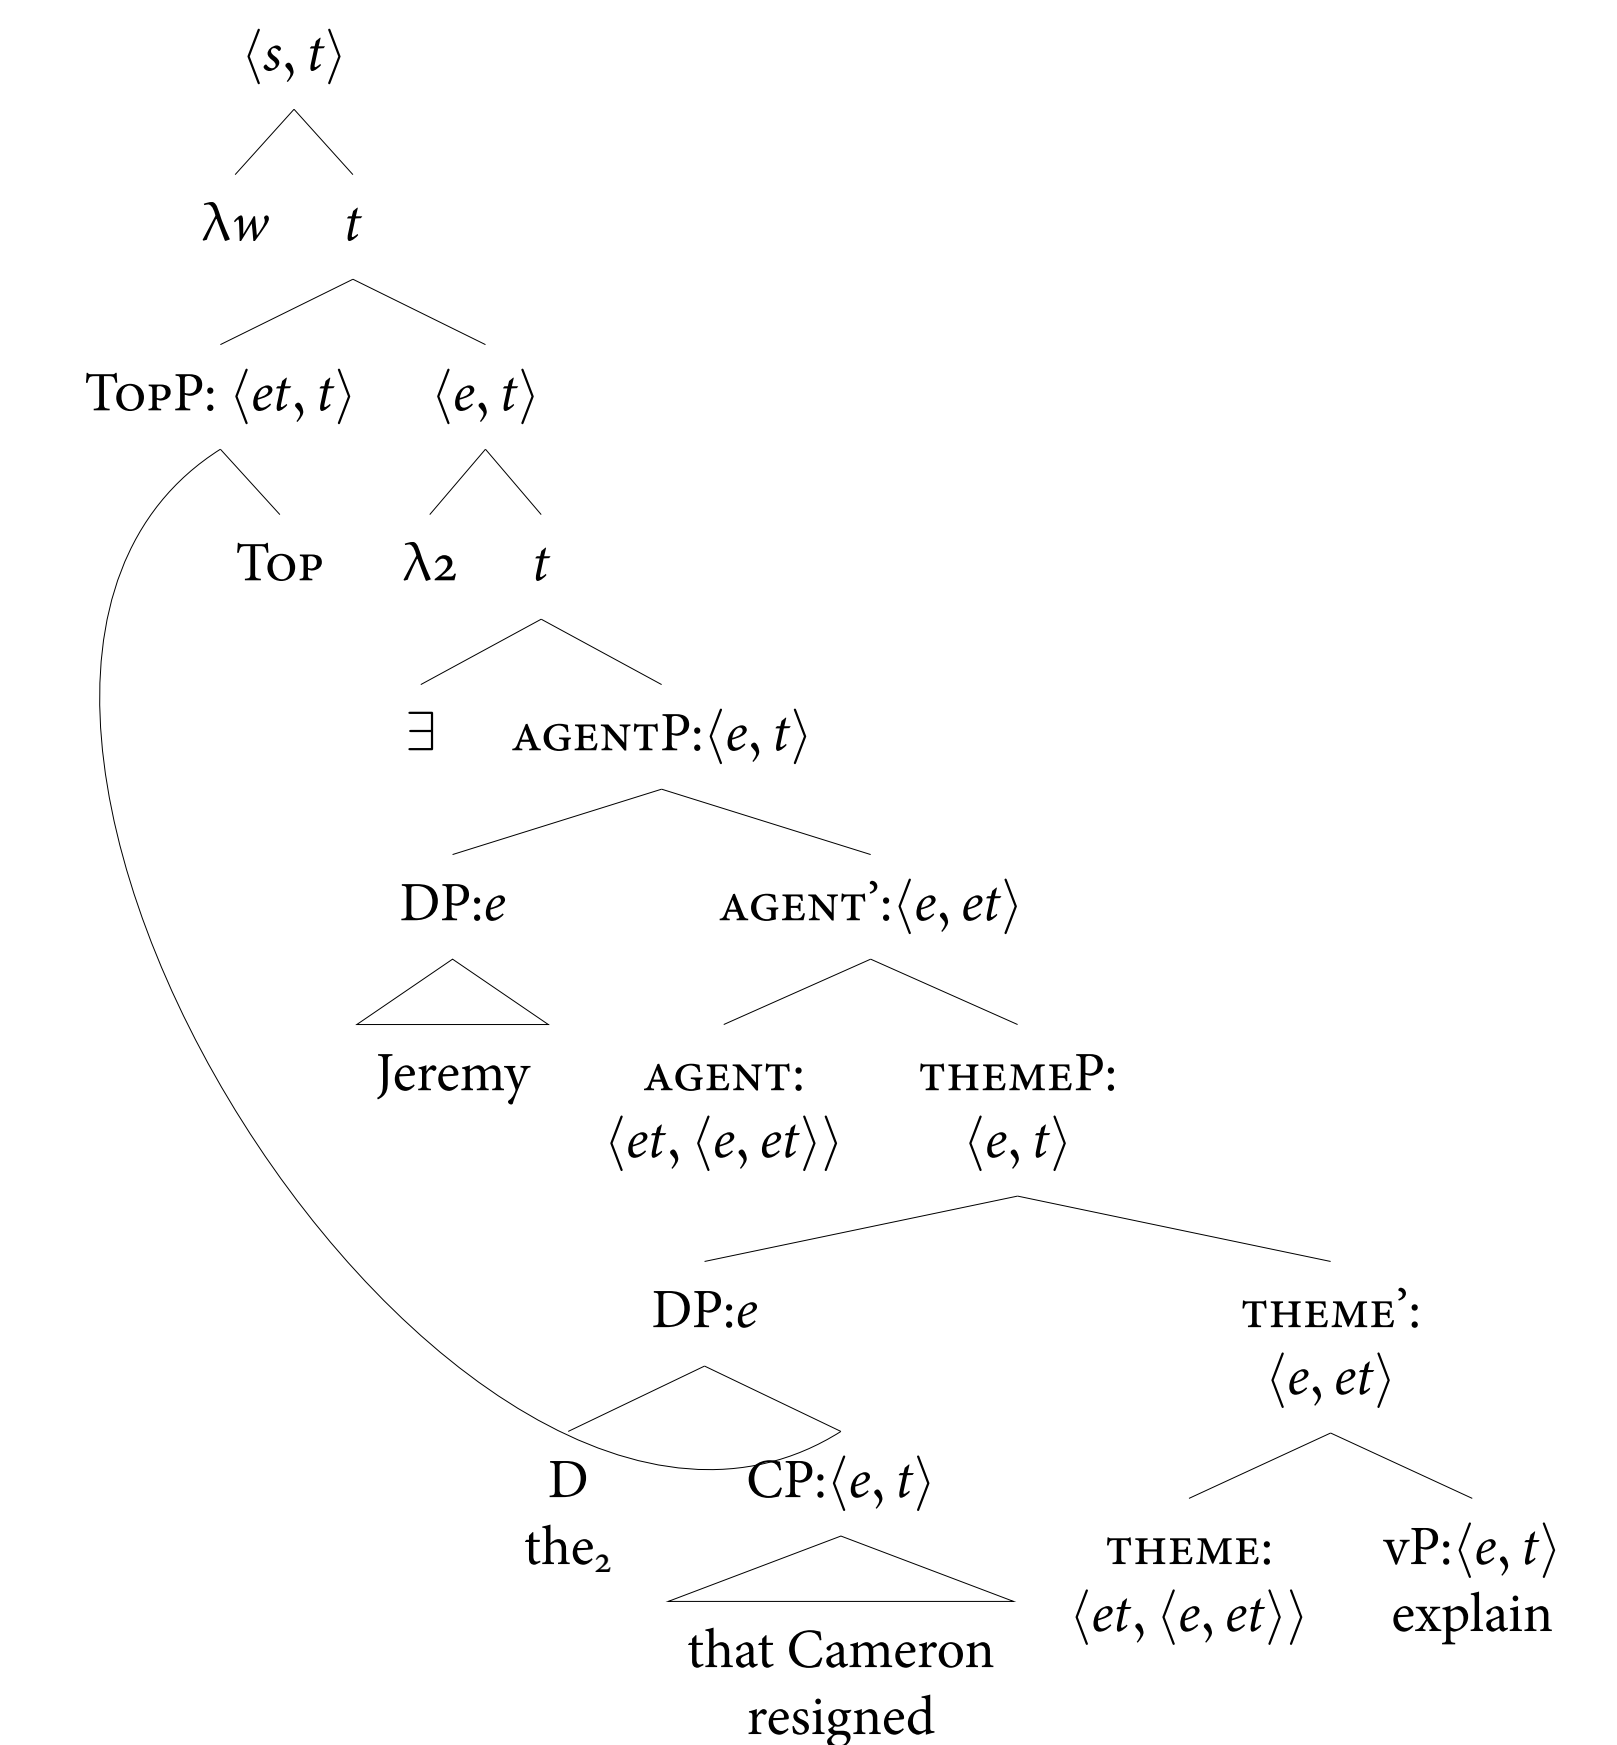 ⟨s, t⟩
λw t
TopP: ⟨et, t⟩ ⟨e, t⟩
Top λ2 t
∃ AGENTP:⟨e, t⟩
DP:e AGENT’:⟨e, et⟩
Jeremy AGENT: THEMEP:
⟨et, ⟨e, et⟩⟩ ⟨e, t⟩
DP:e THEME’:
⟨e, et⟩
D CP:⟨e, t⟩
the₂ THEME: vP:⟨e, t⟩
⟨et, ⟨e, et⟩⟩ explain
that Cameron
resigned